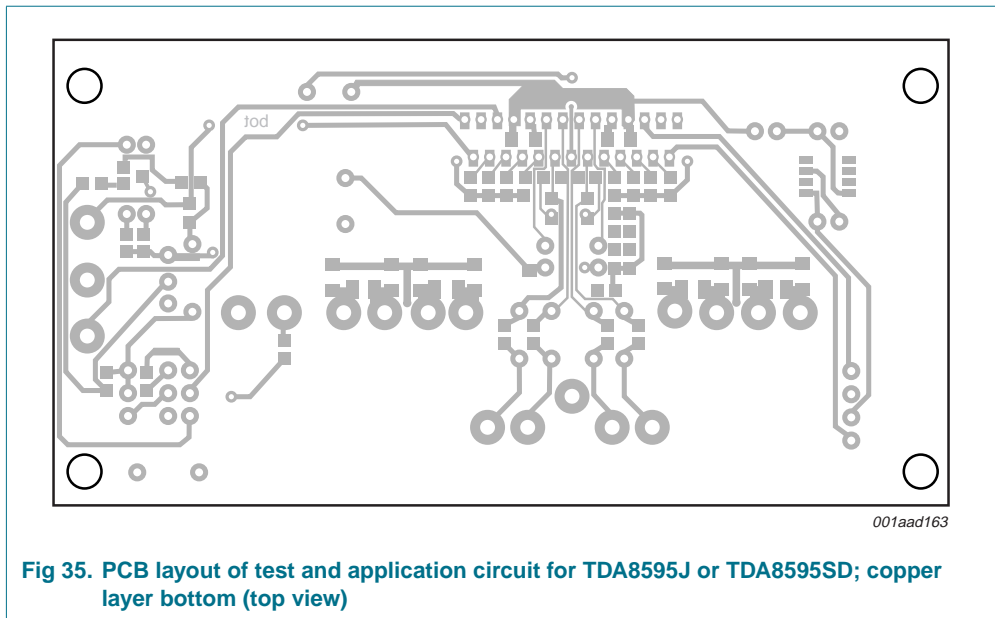 tod
001aad163
Fig 35. PCB layout of test and application circuit for TDA8595J or TDA8595SD; copper
layer bottom (top view)